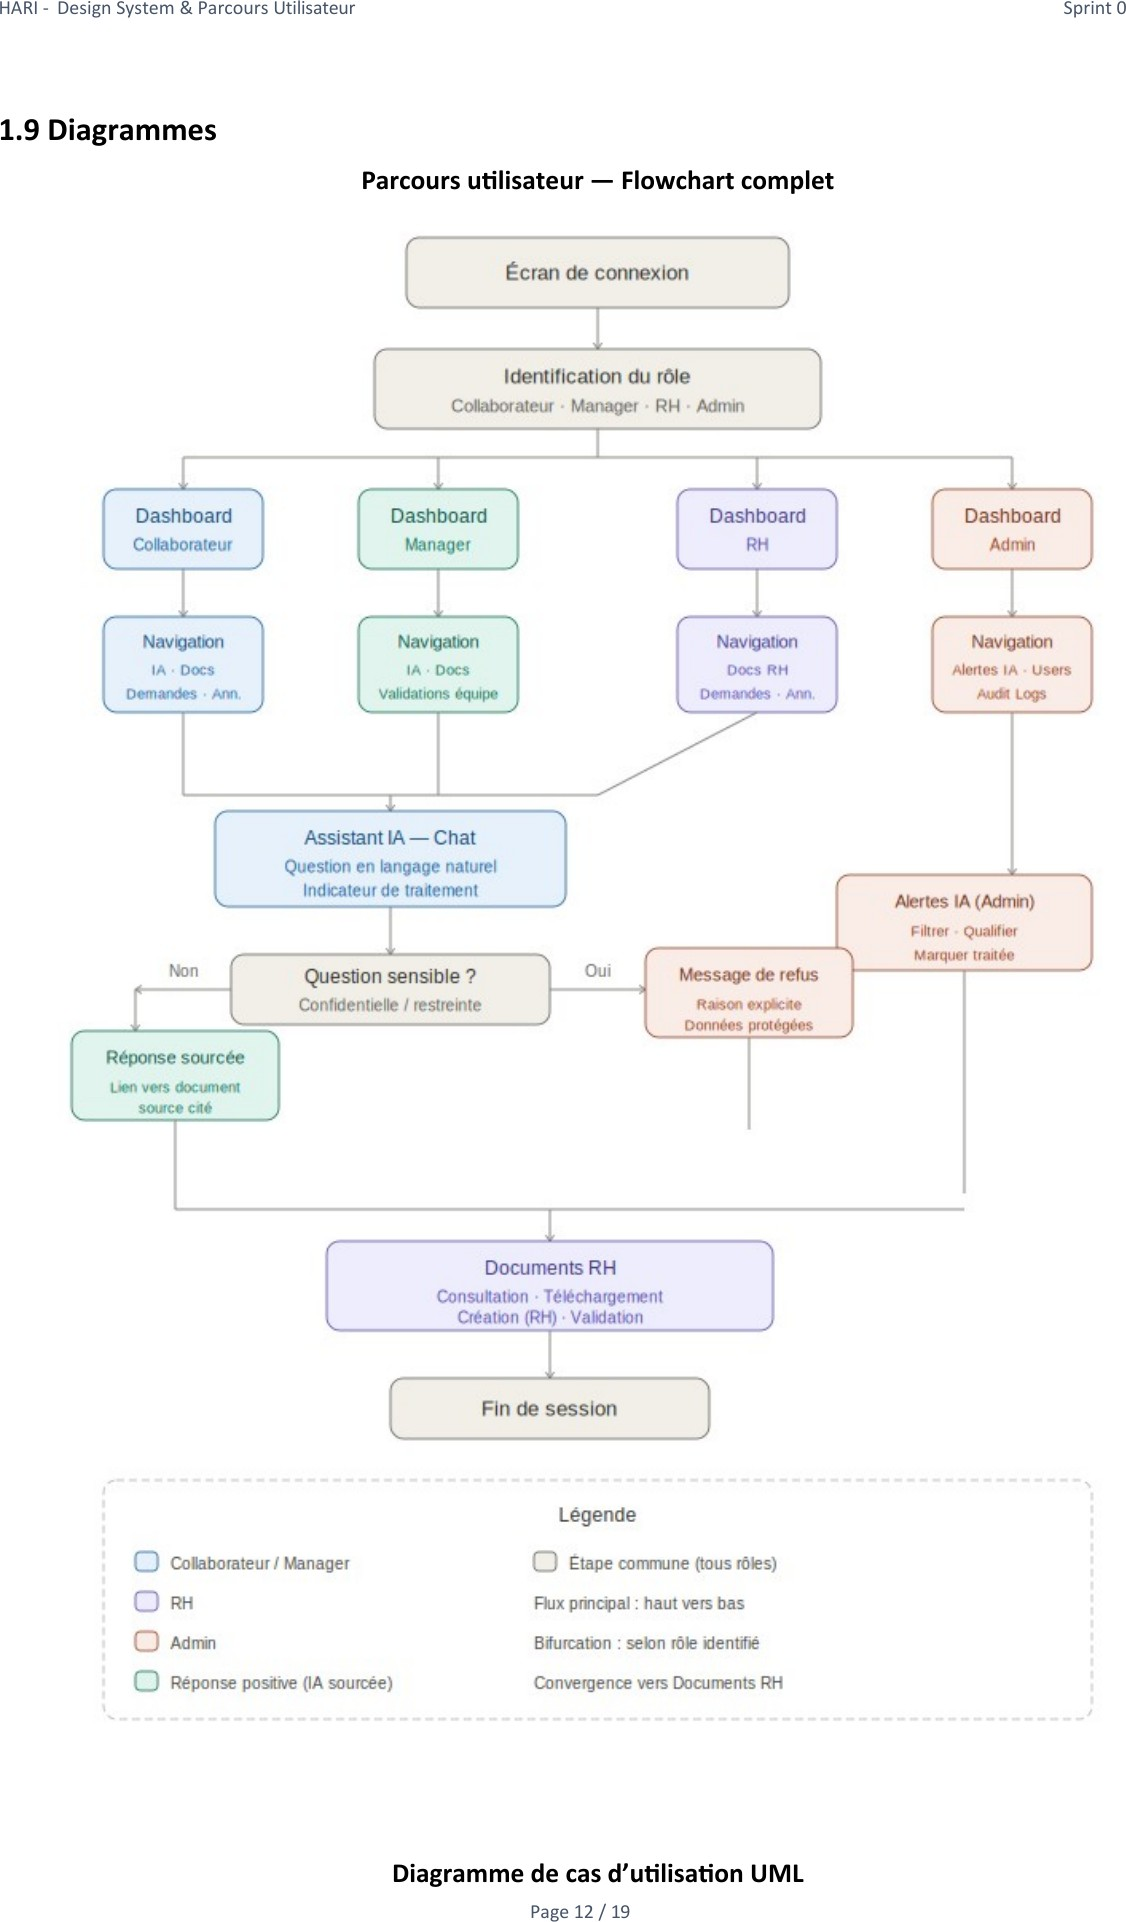 HARI - Design System & Parcours Utilisateur
Sprint 0
1.9 Diagrammes
Parcours utilisateur — Flowchart complet
Écran de connexion
Identification du rôle
Collaborateur · Manager · RH · Admin
Dashboard
Collaborateur
Dashboard
Manager
Dashboard
RH
Dashboard
Admin
Navigation
IA · Docs
Demandes · Ann.
Navigation
IA · Docs
Validations équipe
Navigation
Docs RH
Demandes · Ann.
Navigation
Alertes IA · Users
Audit Logs
Assistant IA — Chat
Question en langage naturel
Indicateur de traitement
Alertes IA (Admin)
Filtrer · Qualifier
Marquer traitée
Non
Question sensible ?
Confidentielle / restreinte
Oui
Message de refus
Raison explicite
Données protégées
Réponse sourcée
Lien vers document
source cité
Documents RH
Consultation · Téléchargement
Création (RH) · Validation
Fin de session
Légende
Collaborateur / Manager
Étape commune (tous rôles)
RH
Flux principal : haut vers bas
Admin
Bifurcation : selon rôle identifié
Réponse positive (IA sourcée)
Convergence vers Documents RH
Diagramme de cas d’utilisation UML
Page 12 / 19